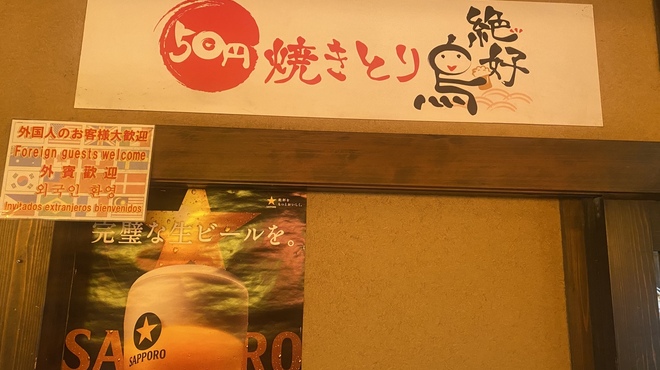 50円
焼きとり
絶好鳥
外国人のお客様大歓迎
Foreign guests welcome
外賓歡迎
외국인 환영
Invitados extranjeros bienvenidos
完璧な生ビールを。
SAPPORO
SAPPORO